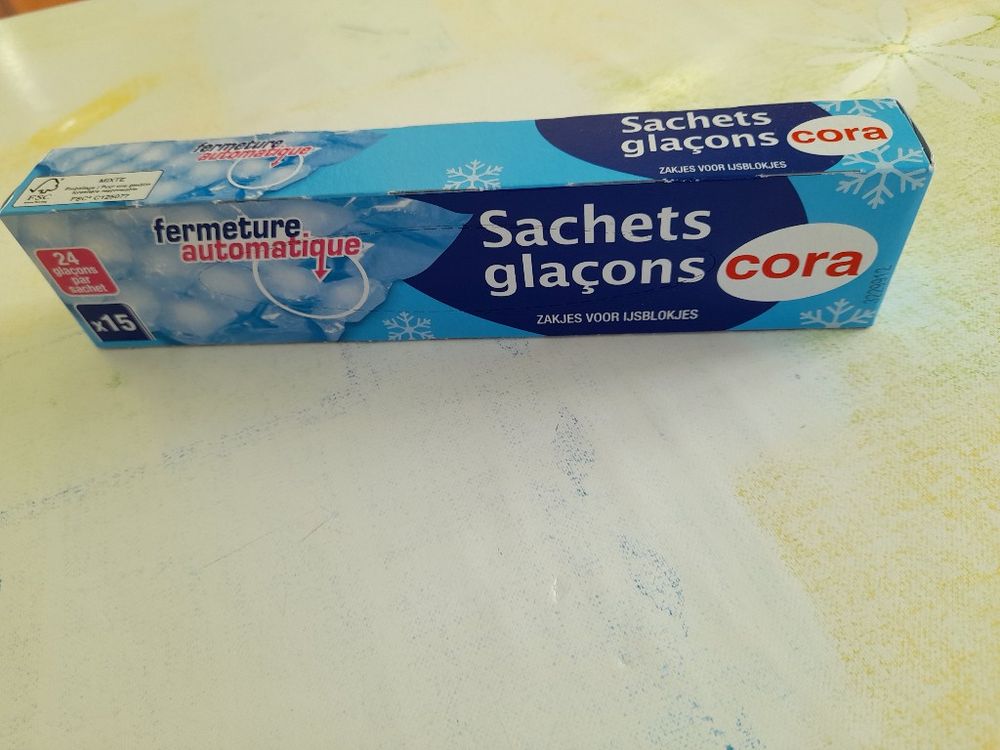 Sachets
glaçons
cora
ZAKJES VOOR IJSBLOKJES
fermeture
automatique
MIXTE
FSC
fermeture
automatique
24
glaçons
par
sachet
x15
Sachets
glaçons
cora
ZAKJES VOOR IJSBLOKJES